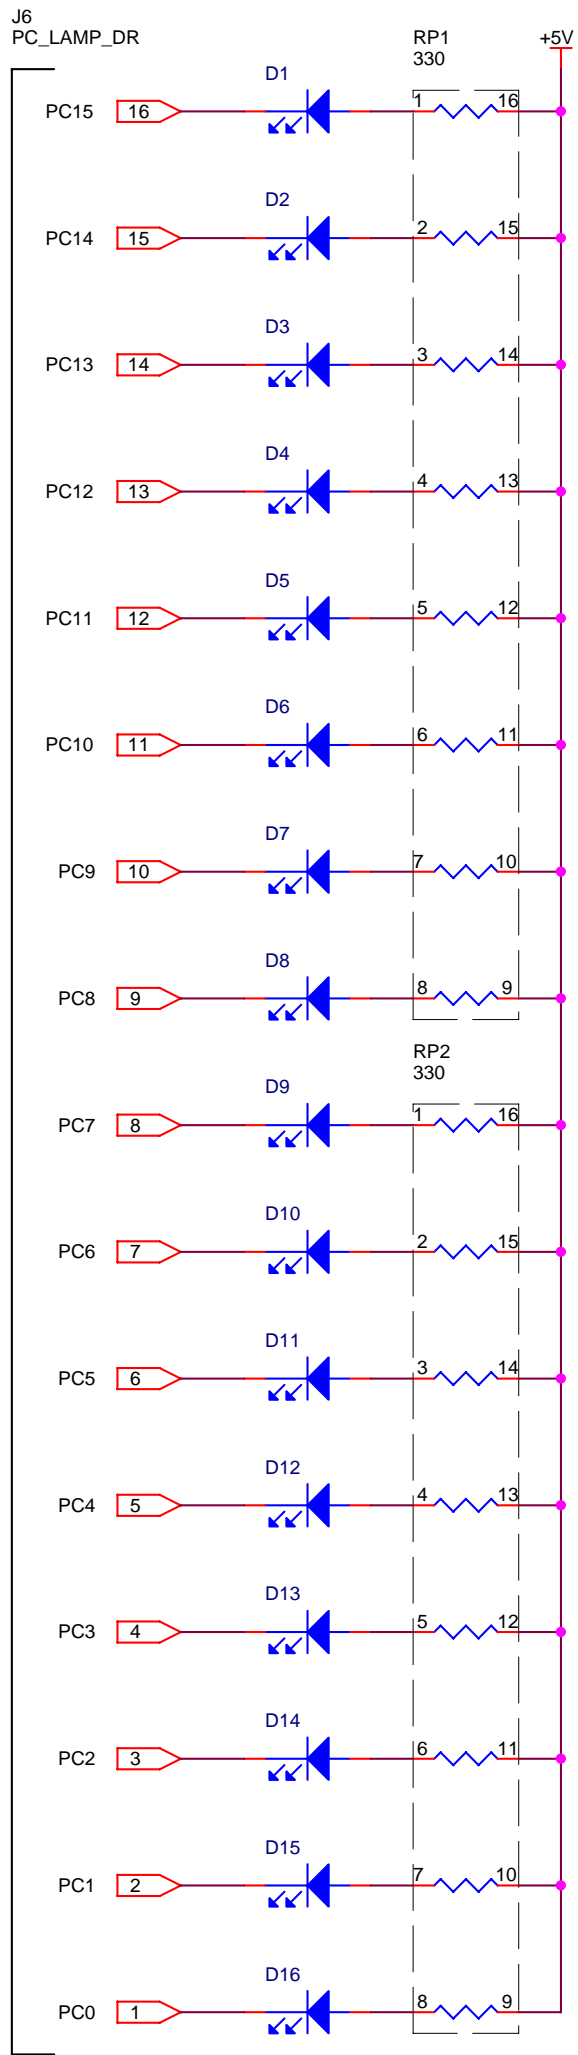 J6
PC_LAMP_DR
RP1
330
+5V
D1
PC15 16 1 16
D2
PC14 15 2 15
D3
PC13 14 3 14
D4
PC12 13 4 13
D5
PC11 12 5 12
D6
PC10 11 6 11
D7
PC9 10 7 10
D8
PC8 9 8 9
RP2
330
D9
PC7 8 1 16
D10
PC6 7 2 15
D11
PC5 6 3 14
D12
PC4 5 4 13
D13
PC3 4 5 12
D14
PC2 3 6 11
D15
PC1 2 7 10
D16
PC0 1 8 9